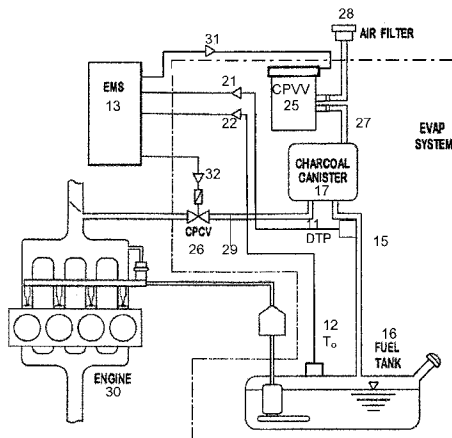 28
AIR FILTER
31
EMS
13
21
22
CPVV
25
27
EVAP
SYSTEM
CHARCOAL
CANISTER
17
32
CPCV
26
29
11
DTP
15
12
To
16
FUEL
TANK
ENGINE
30